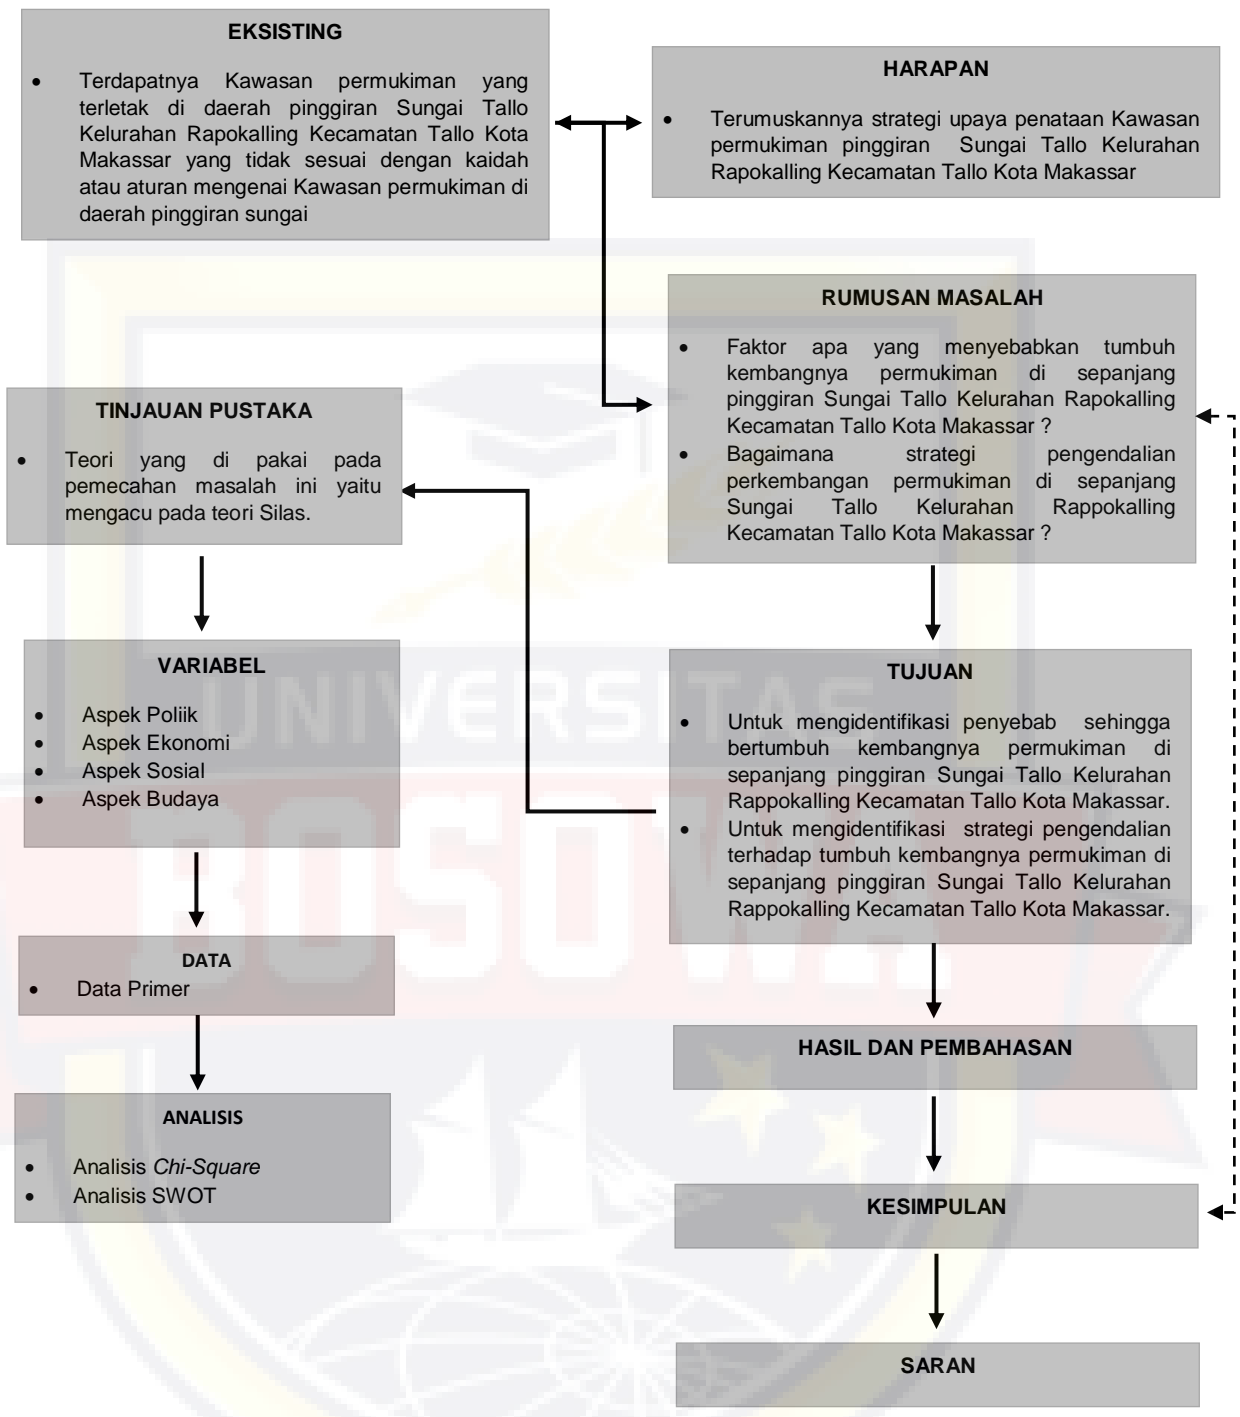 EKSISTING
• Terdapatnya Kawasan permukiman yang
terletak di daerah pinggiran Sungai Tallo
Kelurahan Rapokalling Kecamatan Tallo Kota
Makassar yang tidak sesuai dengan kaidah
atau aturan mengenai Kawasan permukiman di
daerah pinggiran sungai
HARAPAN
• Terumuskannya strategi upaya penataan Kawasan
permukiman pinggiran Sungai Tallo Kelurahan
Rapokalling Kecamatan Tallo Kota Makassar
RUMUSAN MASALAH
• Faktor apa yang menyebabkan tumbuh
kembangnya permukiman di sepanjang
pinggiran Sungai Tallo Kelurahan Rapokalling
Kecamatan Tallo Kota Makassar ?
• Bagaimana strategi pengendalian
perkembangan permukiman di sepanjang
Sungai Tallo Kelurahan Rappokalling
Kecamatan Tallo Kota Makassar ?
TINJAUAN PUSTAKA
• Teori yang di pakai pada
pemecahan masalah ini yaitu
mengacu pada teori Silas.
VARIABEL
• Aspek Poliik
• Aspek Ekonomi
• Aspek Sosial
• Aspek Budaya
TUJUAN
• Untuk mengidentifikasi penyebab sehingga
bertumbuh kembangnya permukiman di
sepanjang pinggiran Sungai Tallo Kelurahan
Rappokalling Kecamatan Tallo Kota Makassar.
• Untuk mengidentifikasi strategi pengendalian
terhadap tumbuh kembangnya permukiman di
sepanjang pinggiran Sungai Tallo Kelurahan
Rappokalling Kecamatan Tallo Kota Makassar.
DATA
• Data Primer
ANALISIS
• Analisis Chi-Square
• Analisis SWOT
HASIL DAN PEMBAHASAN
KESIMPULAN
SARAN
UNIVERSITAS
BOSOWA